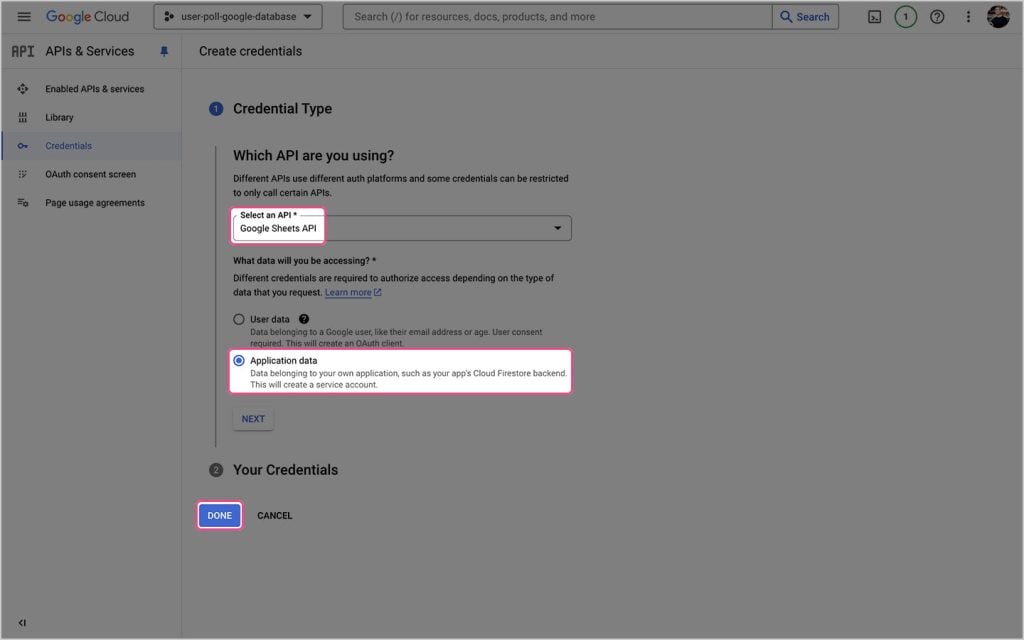 Google Cloud
user-poll-google-database
Search (/) for resources, docs, products, and more
Search
1
API APIs & Services
Create credentials
Enabled APIs & services
Library
Credentials
OAuth consent screen
Page usage agreements
1 Credential Type
Which API are you using?
Different APIs use different auth platforms and some credentials can be restricted
to only call certain APIs.
Select an API *
Google Sheets API
What data will you be accessing? *
Different credentials are required to authorize access depending on the type of
data that you request. Learn more
User data
Data belonging to a Google user, like their email address or age. User consent
required. This will create an OAuth client.
Application data
Data belonging to your own application, such as your app's Cloud Firestore backend.
This will create a service account.
NEXT
2 Your Credentials
DONE CANCEL